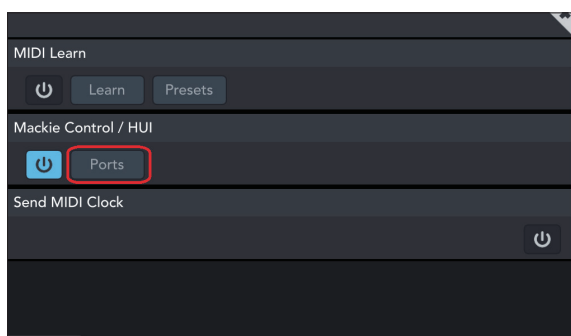 MIDI Learn
Learn Presets
Mackie Control / HUI
Ports
Send MIDI Clock